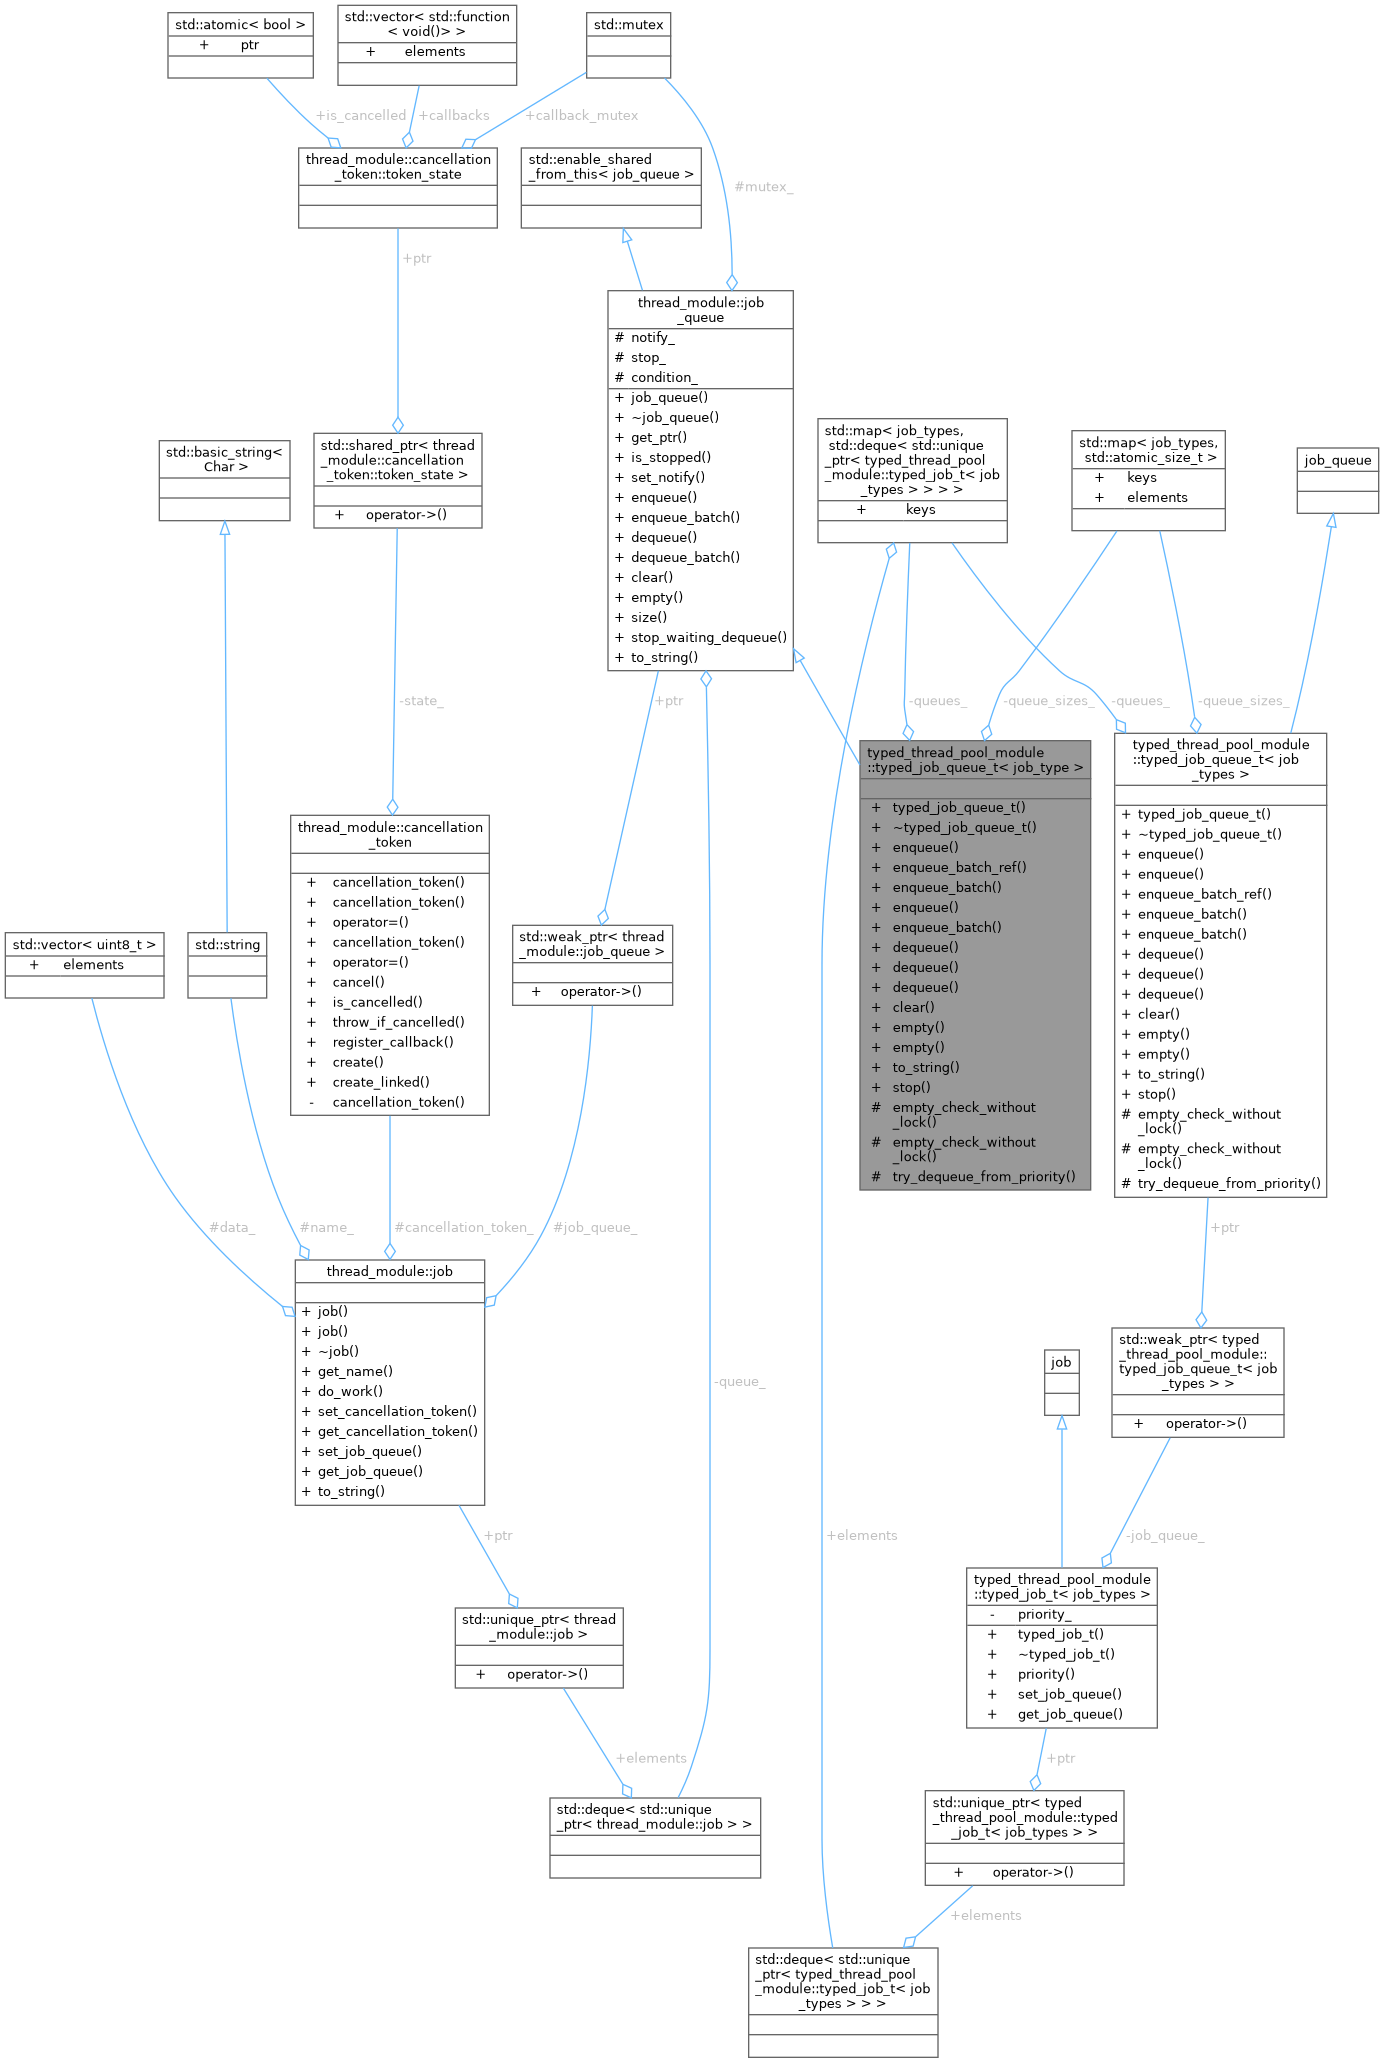 std::atomic< bool >
+ ptr
std::vector< std::function
< void()> >
+ elements
std::mutex
+is_cancelled
+callbacks
+callback_mutex
thread_module::cancellation
_token::token_state
std::enable_shared
_from_this< job_queue >
#mutex_
+ptr
thread_module::job
_queue
# notify_
# stop_
# condition_
+ job_queue()
+ ~job_queue()
+ get_ptr()
+ is_stopped()
+ set_notify()
+ enqueue()
+ enqueue_batch()
+ dequeue()
+ dequeue_batch()
+ clear()
+ empty()
+ size()
+ stop_waiting_dequeue()
+ to_string()
std::basic_string<
Char >
std::shared_ptr< thread
_module::cancellation
_token::token_state >
+ operator->()
std::map< job_types,
std::deque< std::unique
_ptr< typed_thread_pool
_module::typed_job_t< job
_types > > > >
+ keys
std::map< job_types,
std::atomic_size_t >
+ keys
+ elements
job_queue
-state_
+ptr
-queues_
-queue_sizes_
-queues_
-queue_sizes_
typed_thread_pool_module
::typed_job_queue_t< job_type >
+ typed_job_queue_t()
+ ~typed_job_queue_t()
+ enqueue()
+ enqueue_batch_ref()
+ enqueue_batch()
+ enqueue()
+ enqueue_batch()
+ dequeue()
+ dequeue()
+ dequeue()
+ clear()
+ empty()
+ empty()
+ to_string()
+ stop()
# empty_check_without
_lock()
# empty_check_without
_lock()
# try_dequeue_from_priority()
typed_thread_pool_module
::typed_job_queue_t< job
_types >
+ typed_job_queue_t()
+ ~typed_job_queue_t()
+ enqueue()
+ enqueue()
+ enqueue_batch_ref()
+ enqueue_batch()
+ enqueue_batch()
+ dequeue()
+ dequeue()
+ dequeue()
+ clear()
+ empty()
+ empty()
+ to_string()
+ stop()
# empty_check_without
_lock()
# empty_check_without
_lock()
# try_dequeue_from_priority()
thread_module::cancellation
_token
+ cancellation_token()
+ cancellation_token()
+ operator=()
+ cancellation_token()
+ operator=()
+ cancel()
+ is_cancelled()
+ throw_if_cancelled()
+ register_callback()
+ create()
+ create_linked()
- cancellation_token()
std::vector< uint8_t >
+ elements
std::string
std::weak_ptr< thread
_module::job_queue >
+ operator->()
#data_
#name_
#cancellation_token_
#job_queue_
+ptr
thread_module::job
+ job()
+ job()
+ ~job()
+ get_name()
+ do_work()
+ set_cancellation_token()
+ get_cancellation_token()
+ set_job_queue()
+ get_job_queue()
+ to_string()
-queue_
job
std::weak_ptr< typed
_thread_pool_module::
typed_job_queue_t< job
_types > >
+ operator->()
+ptr
+elements
-job_queue_
std::unique_ptr< thread
_module::job >
+ operator->()
typed_thread_pool_module
::typed_job_t< job_types >
- priority_
+ typed_job_t()
+ ~typed_job_t()
+ priority()
+ set_job_queue()
+ get_job_queue()
+elements
+ptr
std::deque< std::unique
_ptr< thread_module::job > >
std::unique_ptr< typed
_thread_pool_module::typed
_job_t< job_types > >
+ operator->()
+elements
std::deque< std::unique
_ptr< typed_thread_pool
_module::typed_job_t< job
_types > > >